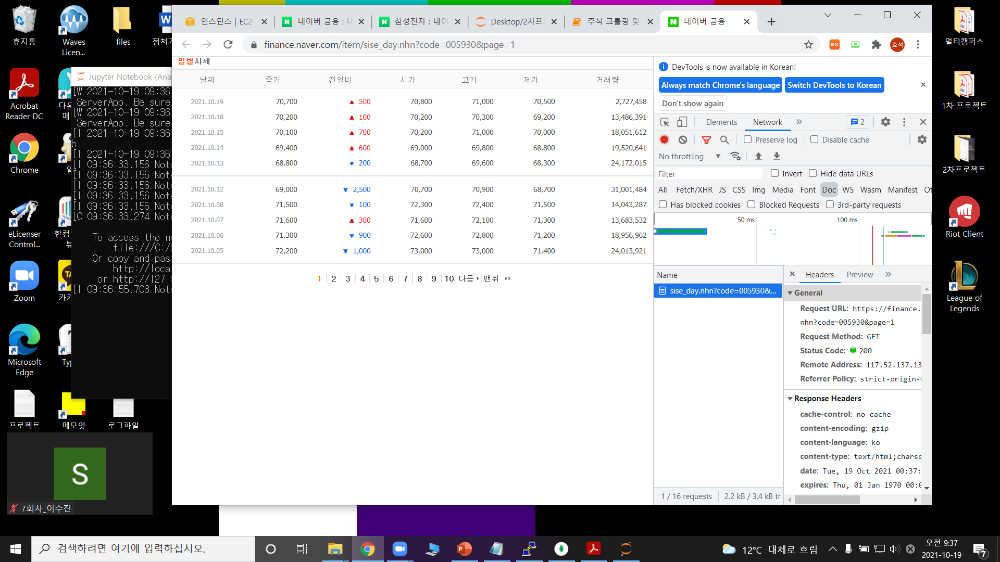 휴지통
Waves
Licen...
files
Acrobat
Reader DC
Chrome
eLicenser
Control...
Zoom
Microsoft
Edge
프로젝트
메모잇
로그파일
7회차_이수진
S
멀티캠퍼스
1차 프로젝트
2차프로젝트
Riot Client
League of
Legends
Jupyter Notebook (Ana
[W 2021-10-19 09:36
ServerApp. Be sure
[W 2021-10-19 09:36
ServerApp. Be sure
[I 2021-10-19 09:36
b
[I 2021-10-19 09:36
[I 09:36:33.156 Note
[I 09:36:33.156 Note
[I 09:36:33.156 Note
[I 09:36:33.156 Note
[I 09:36:33.156 Note
[C 09:36:33.274 Note
To access the no
file:///C:/U
Or copy and past
http://loca
or http://127.
[I 09:36:55.708 Note
인스턴스 | EC2
네이버 금융 :
삼성전자 : 네이
Desktop/2차프
주식 크롤링 및
네이버 금융
finance.naver.com/item/sise_day.nhn?code=005930&page=1
EX
효석
일별시세
날짜 종가 전일비 시가 고가 저가 거래량
2021.10.19 70,700 ▲ 500 70,800 71,000 70,500 2,727,458
2021.10.18 70,200 ▲ 100 70,200 70,300 69,200 13,486,391
2021.10.15 70,100 ▲ 700 70,200 71,000 70,000 18,051,612
2021.10.14 69,400 ▲ 600 69,000 69,800 68,800 19,520,641
2021.10.13 68,800 ▼ 200 68,700 69,600 68,300 24,172,015
2021.10.12 69,000 ▼ 2,500 70,700 70,900 68,700 31,001,484
2021.10.08 71,500 ▼ 100 72,300 72,400 71,500 14,043,287
2021.10.07 71,600 ▲ 300 71,600 72,100 71,300 13,683,532
2021.10.06 71,300 ▼ 900 72,600 72,800 71,200 18,956,962
2021.10.05 72,200 ▼ 1,000 73,000 73,000 71,400 24,013,921
1 2 3 4 5 6 7 8 9 10 다음 맨뒤
DevTools is now available in Korean!
Always match Chrome's language Switch DevTools to Korean
Don't show again
Elements Network 2
Preserve log Disable cache
No throttling
Filter Invert Hide data URLs
All Fetch/XHR JS CSS Img Media Font Doc WS Wasm Manifest Ot
Has blocked cookies Blocked Requests 3rd-party requests
50 ms 100 ms
Name Headers Preview
sise_day.nhn?code=005930&...
General
Request URL: https://finance.
nhn?code=005930&page=1
Request Method: GET
Status Code: 200
Remote Address: 117.52.137.13
Referrer Policy: strict-origin-w
Response Headers
cache-control: no-cache
content-encoding: gzip
content-language: ko
content-type: text/html;charse
date: Tue, 19 Oct 2021 00:37:
expires: Thu, 01 Jan 1970 00:0
1 / 16 requests 2.2 kB / 3.4 kB tr
검색하려면 여기에 입력하십시오.
12°C 대체로 흐림
오전 9:37
2021-10-19
7